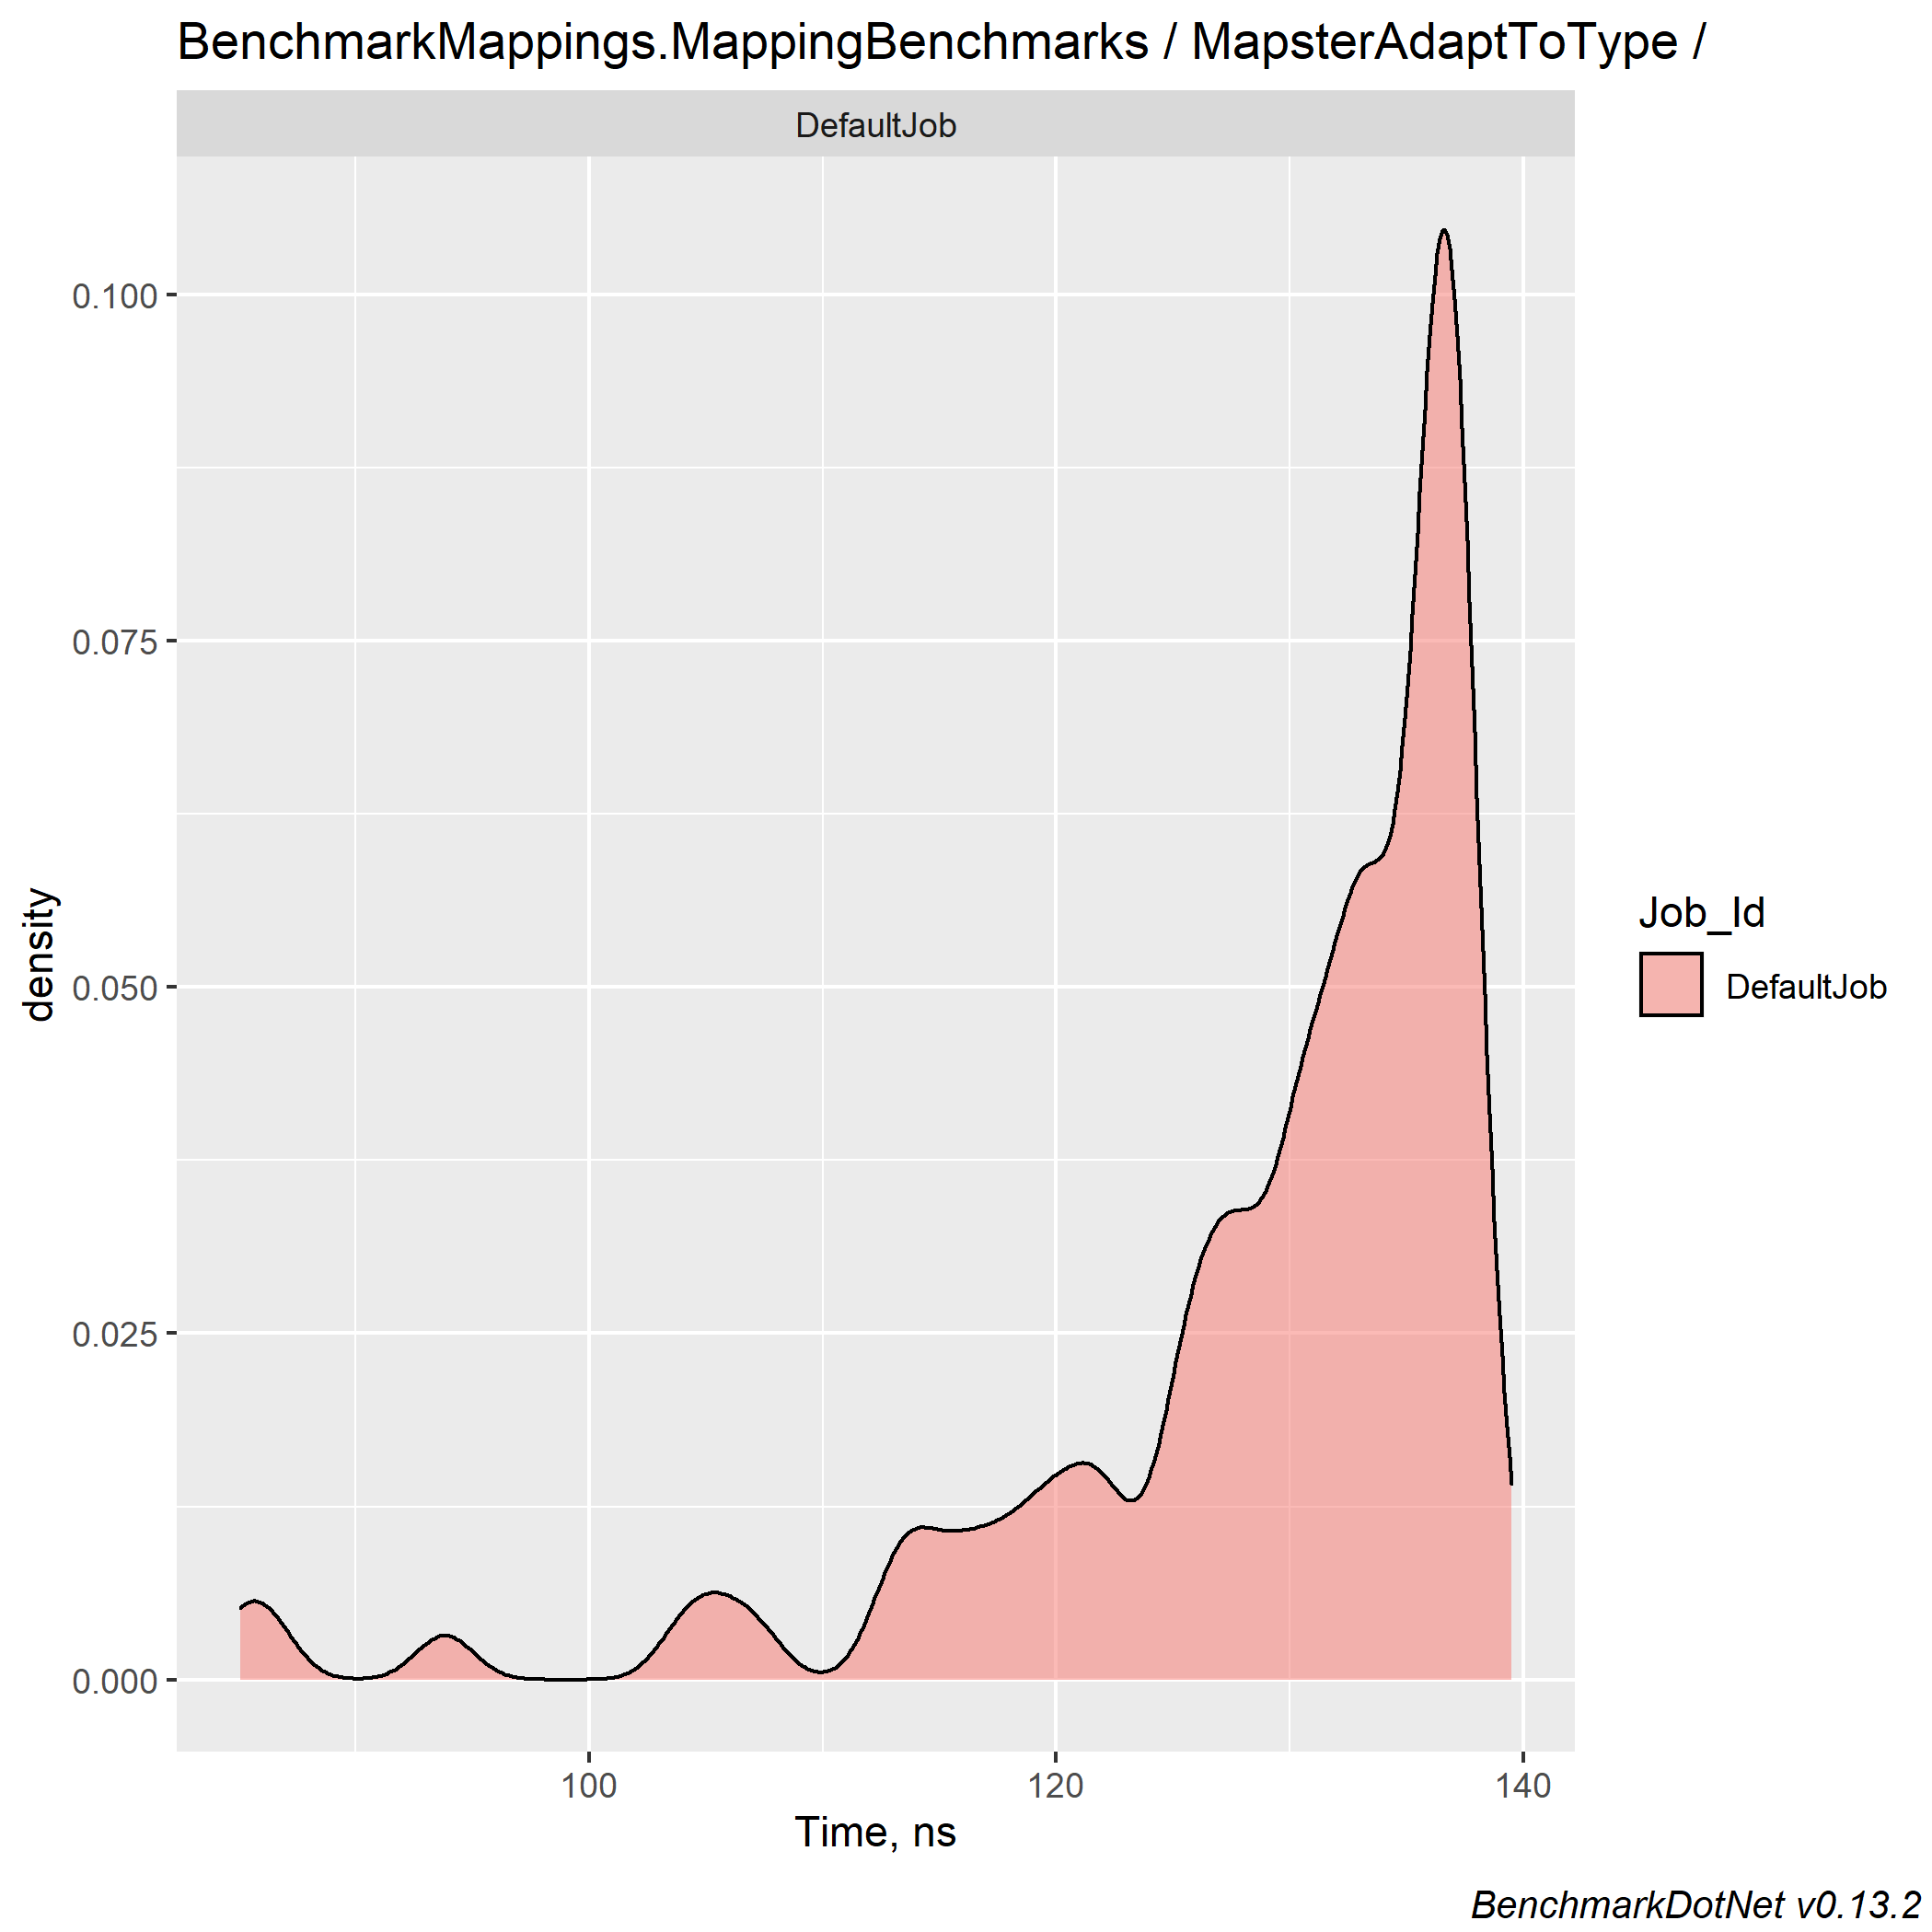 BenchmarkMappings.MappingBenchmarks / MapsterAdaptToType /
DefaultJob
0.100
0.075
0.050
0.025
0.000
density
100 120 140
Time, ns
Job_Id
DefaultJob
BenchmarkDotNet v0.13.2